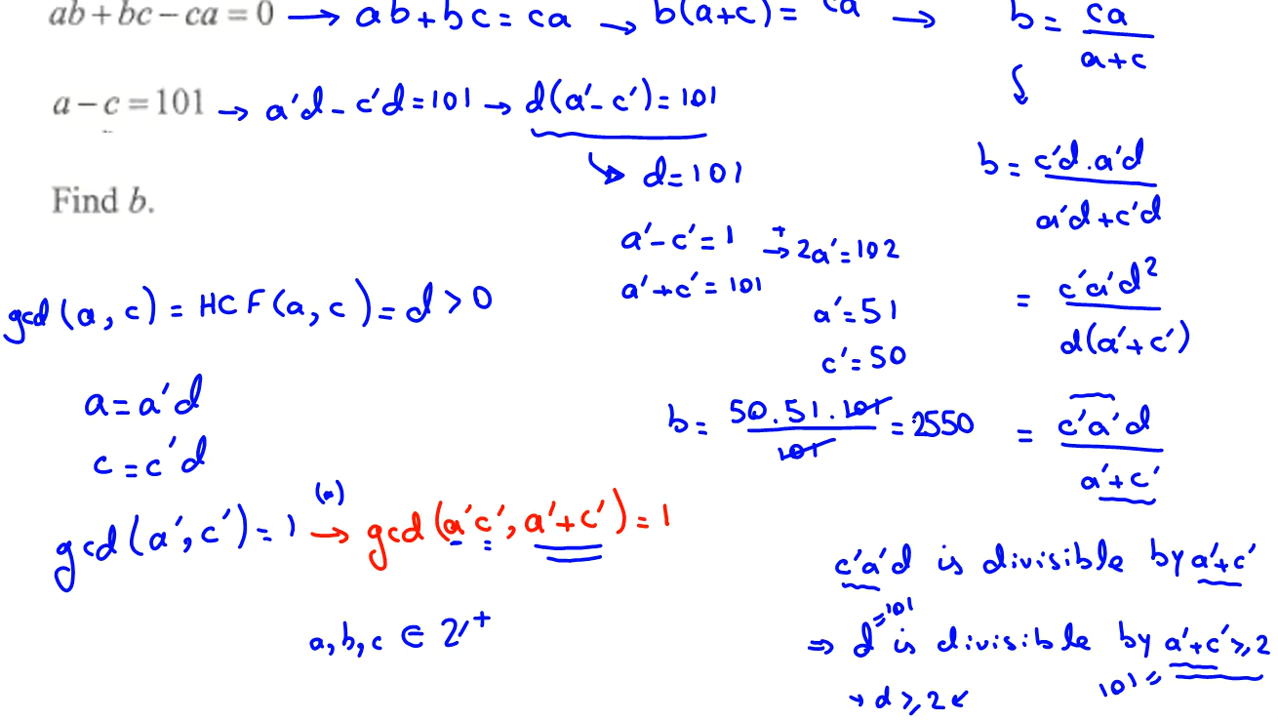 ab + bc − ca = 0 → ab + bc = ca → b(a+c) = ca → b = ca/(a+c)
a − c = 101 → a'd − c'd = 101 → d(a'−c') = 101
↳ d = 101
b = c'd.a'd/(a'd+c'd)
Find b.
a'−c' = 1 +→ 2a' = 102
a'+c' = 101
a' = 51
c' = 50
= c'a'd²/(d(a'+c'))
gcd(a,c) = HCF(a,c) = d > 0
a = a'd
c = c'd
b = 50.51.101/101 = 2550
= c'a'd/(a'+c')
gcd(a',c') = 1 (*)→ gcd(a'c', a'+c') = 1
c'a'd is divisible by a'+c'
a,b,c ∈ Z⁺
=101
⇒ d is divisible by a'+c' ≥ 2
101 =
→ d ≥ 2 ↙